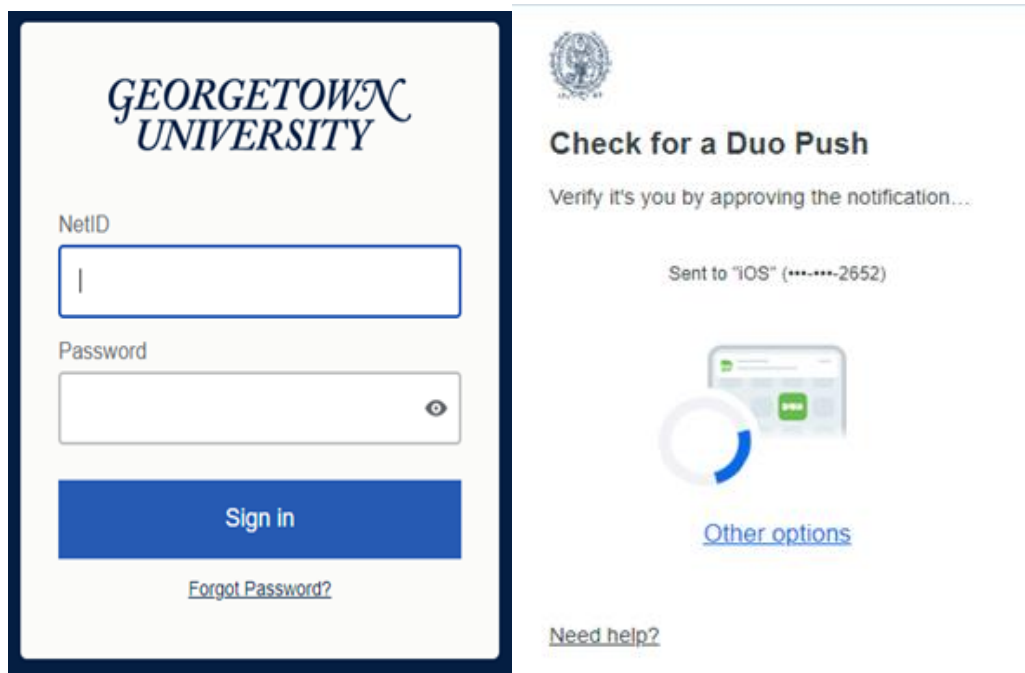 GEORGETOWN
UNIVERSITY
NetID
Password
Sign in
Forgot Password?
Check for a Duo Push
Verify it's you by approving the notification...
Sent to "iOS" (•••-•••-2652)
Other options
Need help?